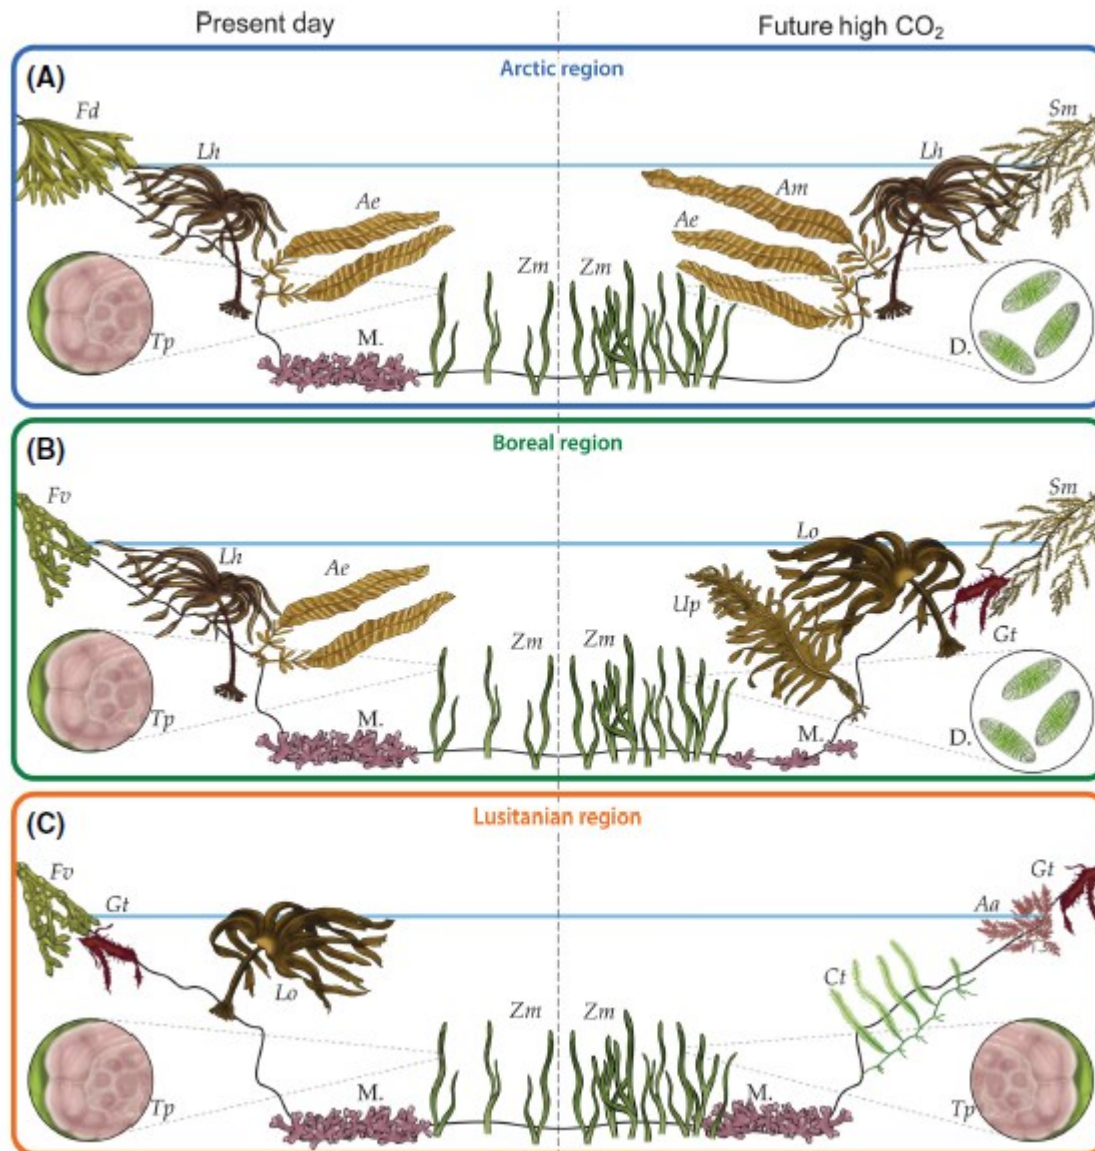 Present day Future high CO₂
Arctic region
(A)
Fd Sm
Lh Lh
Ae Am
Ae
Zm Zm
Tp M. D.
Boreal region
(B)
Fv Sm
Lh Lo
Ae
Up
Gt
Zm Zm
Tp M. M. D.
Lusitanian region
(C)
Fv Gt
Gt Aa
Lo Ct
Zm Zm
Tp M. M. Tp